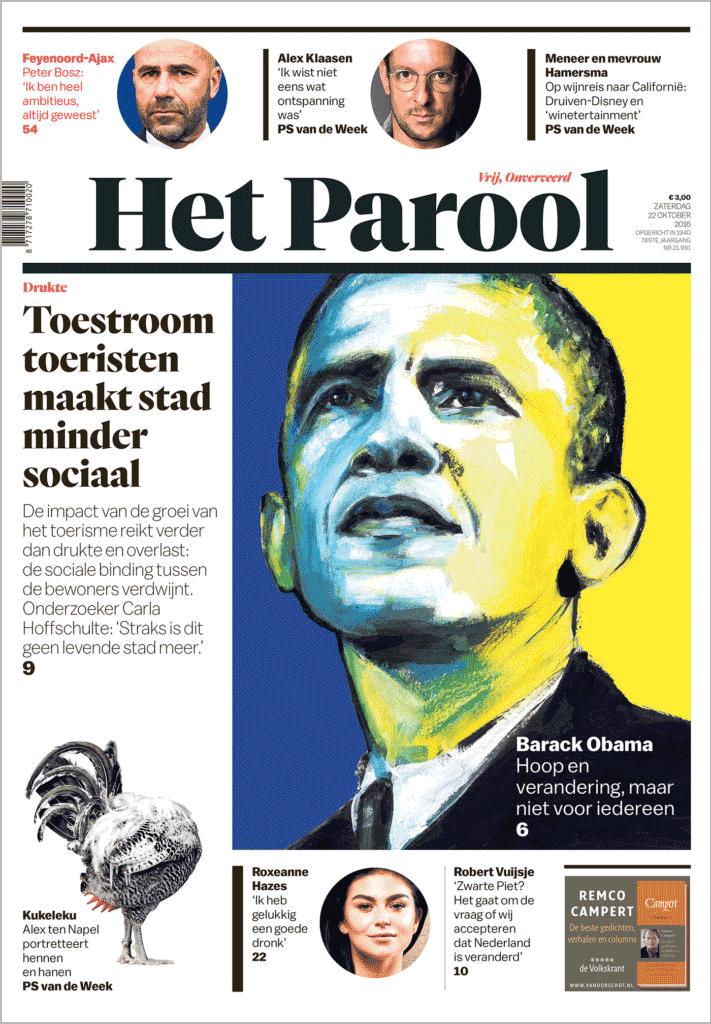 Feyenoord-Ajax
Peter Bosz:
'Ik ben heel
ambitieus,
altijd geweest'
54
Alex Klaasen
'Ik wist niet
eens wat
ontspanning
was'
PS van de Week
Meneer en mevrouw
Hamersma
Op wijnreis naar Californië:
Druiven-Disney en
'winetertainment'
PS van de Week
8 717278 710020
Vrij, Onverveerd
Het Parool
€ 3,00
ZATERDAG
22 OKTOBER
2016
OPGERICHT IN 1940
76STE JAARGANG
NR 21.991
Drukte
Toestroom
toeristen
maakt stad
minder
sociaal
De impact van de groei van
het toerisme reikt verder
dan drukte en overlast:
de sociale binding tussen
de bewoners verdwijnt.
Onderzoeker Carla
Hoffschulte: 'Straks is dit
geen levende stad meer.'
9
Barack Obama
Hoop en
verandering, maar
niet voor iedereen
6
Kukeleku
Alex ten Napel
portretteert
hennen
en hanen
PS van de Week
Roxeanne
Hazes
'Ik heb
gelukkig
een goede
dronk'
22
Robert Vuijsje
'Zwarte Piet?
Het gaat om de
vraag of wij
accepteren
dat Nederland
is veranderd'
10
REMCO
CAMPERT
De beste gedichten,
verhalen en columns
★★★★★
de Volkskrant
WWW.VANOORSCHOT.NL
Campert